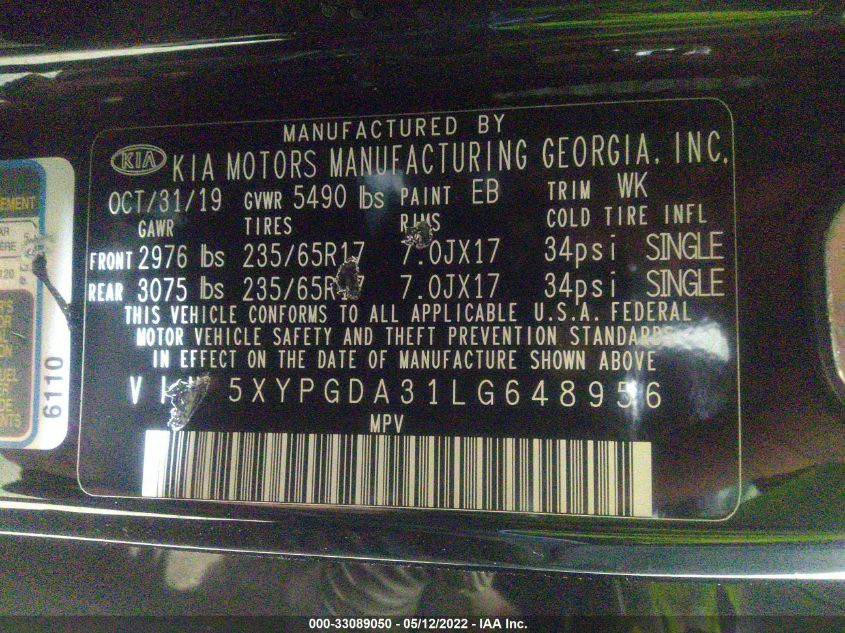 MANUFACTURED BY
KIA KIA MOTORS MANUFACTURING GEORGIA. INC.
OCT/31/19 GVWR 5490 lbs PAINT EB TRIM WK
GAWR TIRES RIMS COLD TIRE INFL
FRONT 2976 lbs 235/65R17 7.0JX17 34psi SINGLE
REAR 3075 lbs 235/65R17 7.0JX17 34psi SINGLE
THIS VEHICLE CONFORMS TO ALL APPLICABLE U.S.A. FEDERAL
MOTOR VEHICLE SAFETY AND THEFT PREVENTION STANDARDS
IN EFFECT ON THE DATE OF MANUFACTURE SHOWN ABOVE
5XYPGDA31LG648956
MPV
6110
000-33089050 - 05/12/2022 - IAA Inc.